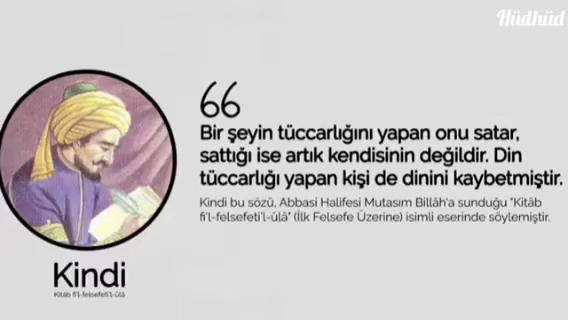 Hüdhüd
66
Bir şeyin tüccarlığını yapan onu satar,
sattığı ise artık kendisinin değildir. Din
tüccarlığı yapan kişi de dinini kaybetmiştir.
Kindi bu sözü, Abbasi Halifesi Mutasım Billâh'a sunduğu "Kitâb
fi'l-felsefeti'l-ûlâ" (İlk Felsefe Üzerine) isimli eserinde söylemiştir.
Kindi
Kitâb fi'l-felsefeti'l-ûlâ